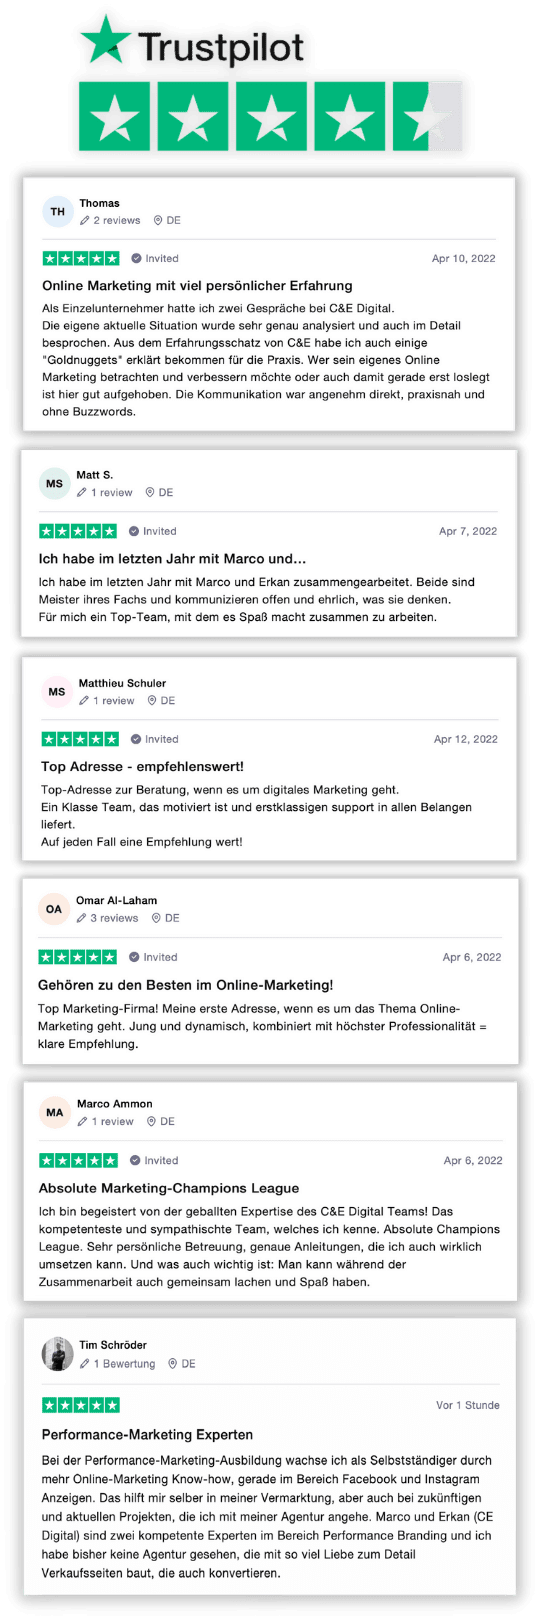 Trustpilot
TH
Thomas
2 reviews DE
Invited Apr 10, 2022
Online Marketing mit viel persönlicher Erfahrung
Als Einzelunternehmer hatte ich zwei Gespräche bei C&E Digital.
Die eigene aktuelle Situation wurde sehr genau analysiert und auch im Detail
besprochen. Aus dem Erfahrungsschatz von C&E habe ich auch einige
"Goldnuggets" erklärt bekommen für die Praxis. Wer sein eigenes Online
Marketing betrachten und verbessern möchte oder auch damit gerade erst loslegt
ist hier gut aufgehoben. Die Kommunikation war angenehm direkt, praxisnah und
ohne Buzzwords.
MS
Matt S.
1 review DE
Invited Apr 7, 2022
Ich habe im letzten Jahr mit Marco und...
Ich habe im letzten Jahr mit Marco und Erkan zusammengearbeitet. Beide sind
Meister ihres Fachs und kommunizieren offen und ehrlich, was sie denken.
Für mich ein Top-Team, mit dem es Spaß macht zusammen zu arbeiten.
MS
Matthieu Schuler
1 review DE
Invited Apr 12, 2022
Top Adresse - empfehlenswert!
Top-Adresse zur Beratung, wenn es um digitales Marketing geht.
Ein Klasse Team, das motiviert ist und erstklassigen support in allen Belangen
liefert.
Auf jeden Fall eine Empfehlung wert!
OA
Omar Al-Laham
3 reviews DE
Invited Apr 6, 2022
Gehören zu den Besten im Online-Marketing!
Top Marketing-Firma! Meine erste Adresse, wenn es um das Thema Online-
Marketing geht. Jung und dynamisch, kombiniert mit höchster Professionalität =
klare Empfehlung.
MA
Marco Ammon
1 review DE
Invited Apr 6, 2022
Absolute Marketing-Champions League
Ich bin begeistert von der geballten Expertise des C&E Digital Teams! Das
kompetenteste und sympathischte Team, welches ich kenne. Absolute Champions
League. Sehr persönliche Betreuung, genaue Anleitungen, die ich auch wirklich
umsetzen kann. Und was auch wichtig ist: Man kann während der
Zusammenarbeit auch gemeinsam lachen und Spaß haben.
Tim Schröder
1 Bewertung DE
Vor 1 Stunde
Performance-Marketing Experten
Bei der Performance-Marketing-Ausbildung wachse ich als Selbstständiger durch
mehr Online-Marketing Know-how, gerade im Bereich Facebook und Instagram
Anzeigen. Das hilft mir selber in meiner Vermarktung, aber auch bei zukünftigen
und aktuellen Projekten, die ich mit meiner Agentur angehe. Marco und Erkan (CE
Digital) sind zwei kompetente Experten im Bereich Performance Branding und ich
habe bisher keine Agentur gesehen, die mit so viel Liebe zum Detail
Verkaufsseiten baut, die auch konvertieren.